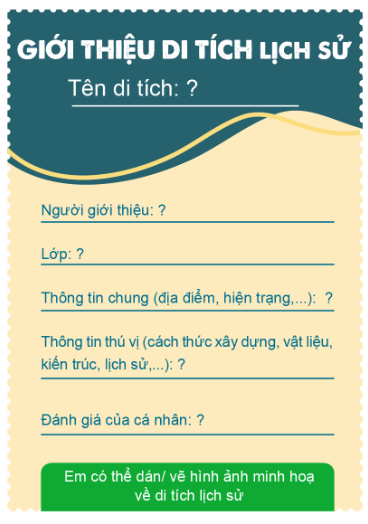 GIỚI THIỆU DI TÍCH LỊCH SỬ
Tên di tích: ?
Người giới thiệu: ?
Lớp: ?
Thông tin chung (địa điểm, hiện trạng,...): ?
Thông tin thú vị (cách thức xây dựng, vật liệu,
kiến trúc, lịch sử,...): ?
Đánh giá của cá nhân: ?
Em có thể dán/ vẽ hình ảnh minh hoạ
về di tích lịch sử